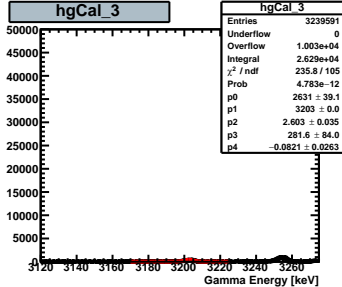 hgCal_3
hgCal_3
Entries 3239591
Underflow 0
Overflow 1.003e+04
Integral 2.629e+04
χ² / ndf 235.8 / 105
Prob 4.783e−12
p0 2631 ± 39.1
p1 3203 ± 0.0
p2 2.603 ± 0.035
p3 281.6 ± 84.0
p4 −0.0821 ± 0.0263
50000
45000
40000
35000
30000
25000
20000
15000
10000
5000
0
3120 3140 3160 3180 3200 3220 3240 3260
Gamma Energy [keV]